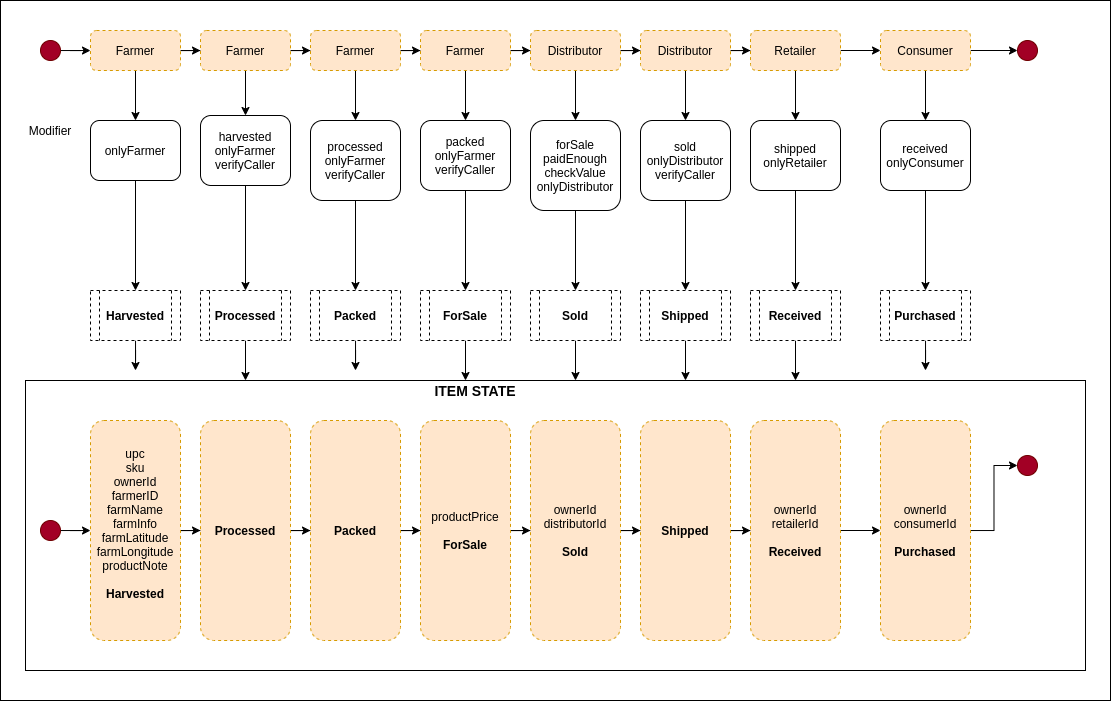 Farmer
Farmer
Farmer
Farmer
Distributor
Distributor
Retailer
Consumer
Modifier
onlyFarmer
harvested
onlyFarmer
verifyCaller
processed
onlyFarmer
verifyCaller
packed
onlyFarmer
verifyCaller
forSale
paidEnough
checkValue
onlyDistributor
sold
onlyDistributor
verifyCaller
shipped
onlyRetailer
received
onlyConsumer
Harvested
Processed
Packed
ForSale
Sold
Shipped
Received
Purchased
ITEM STATE
upc
sku
ownerId
farmerID
farmName
farmInfo
farmLatitude
farmLongitude
productNote
Harvested
Processed
Packed
productPrice
ForSale
ownerId
distributorId
Sold
Shipped
ownerId
retailerId
Received
ownerId
consumerId
Purchased